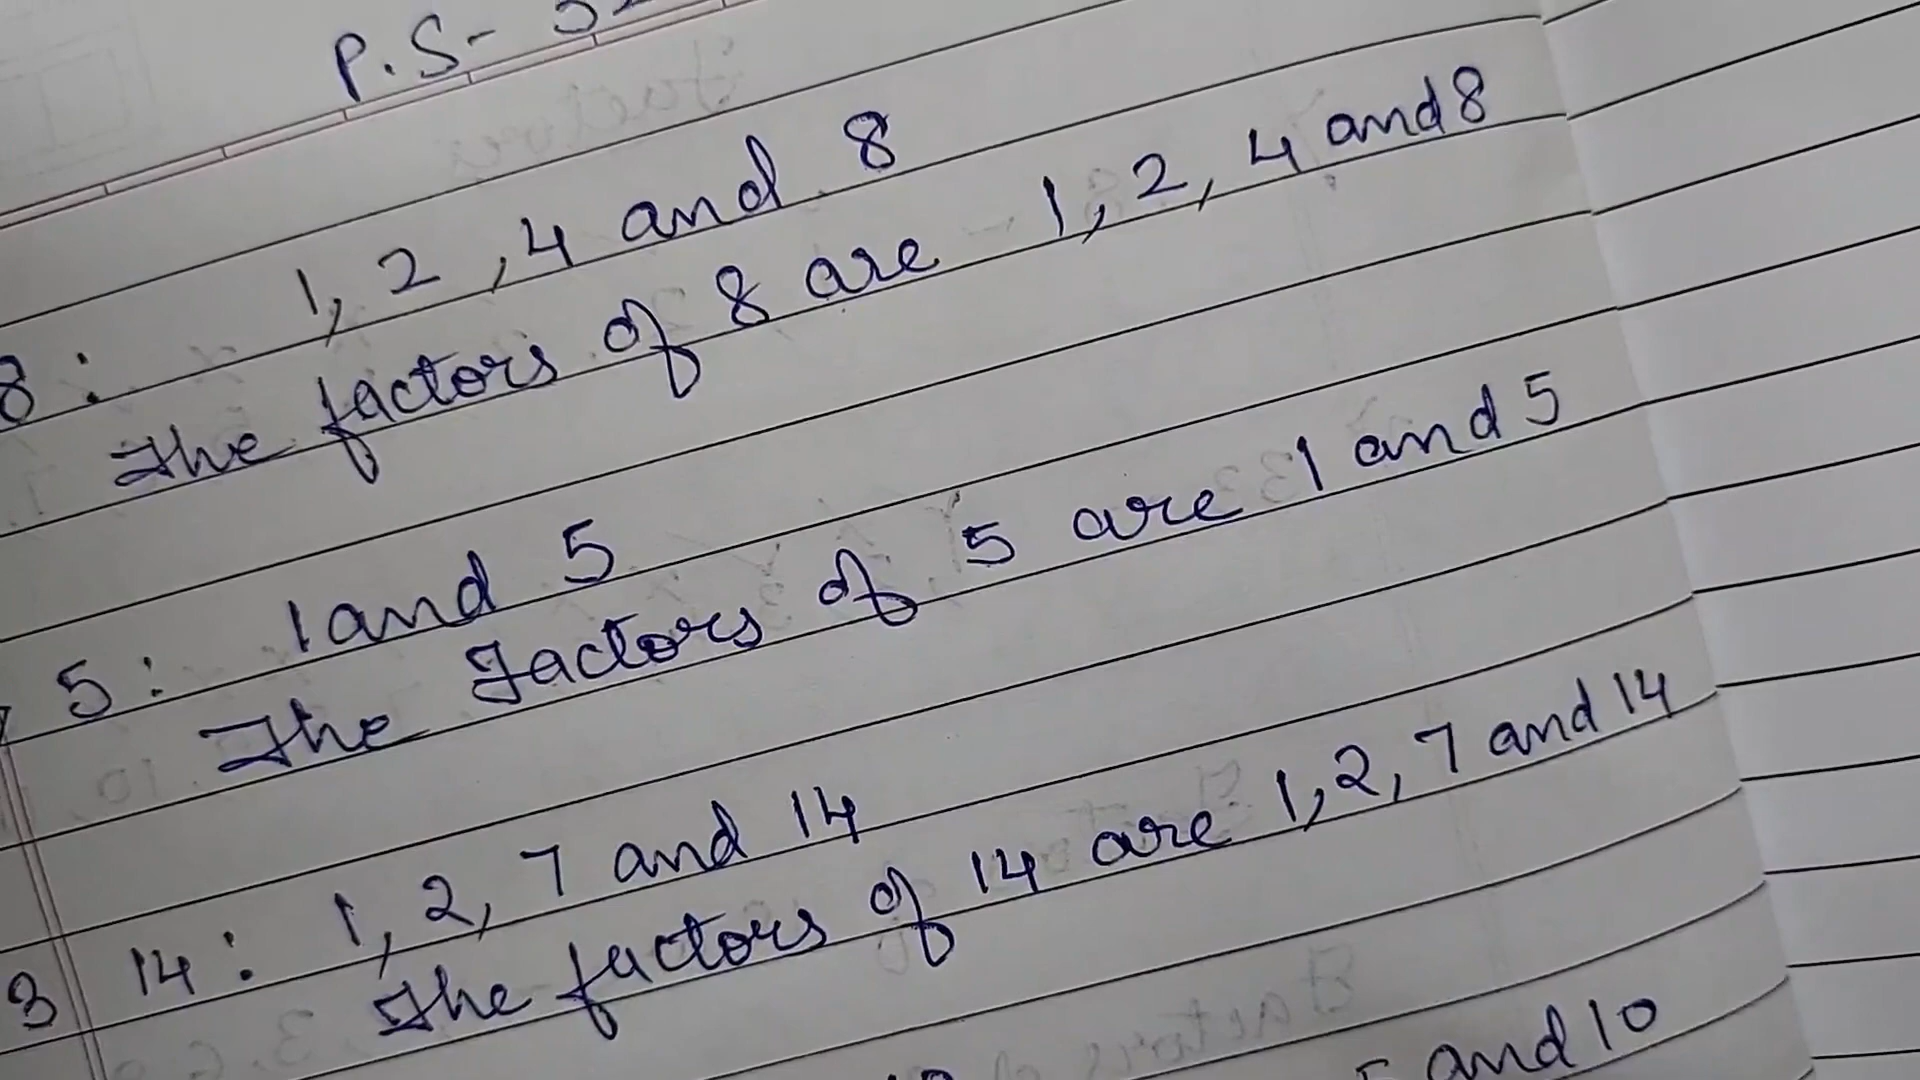 P.S-
8: 1, 2, 4 and 8
The factors of 8 are 1, 2, 4 and 8
5: 1 and 5
The Factors of 5 are 1 and 5
3 14: 1, 2, 7 and 14
The factors of 14 are 1, 2, 7 and 14
and 10